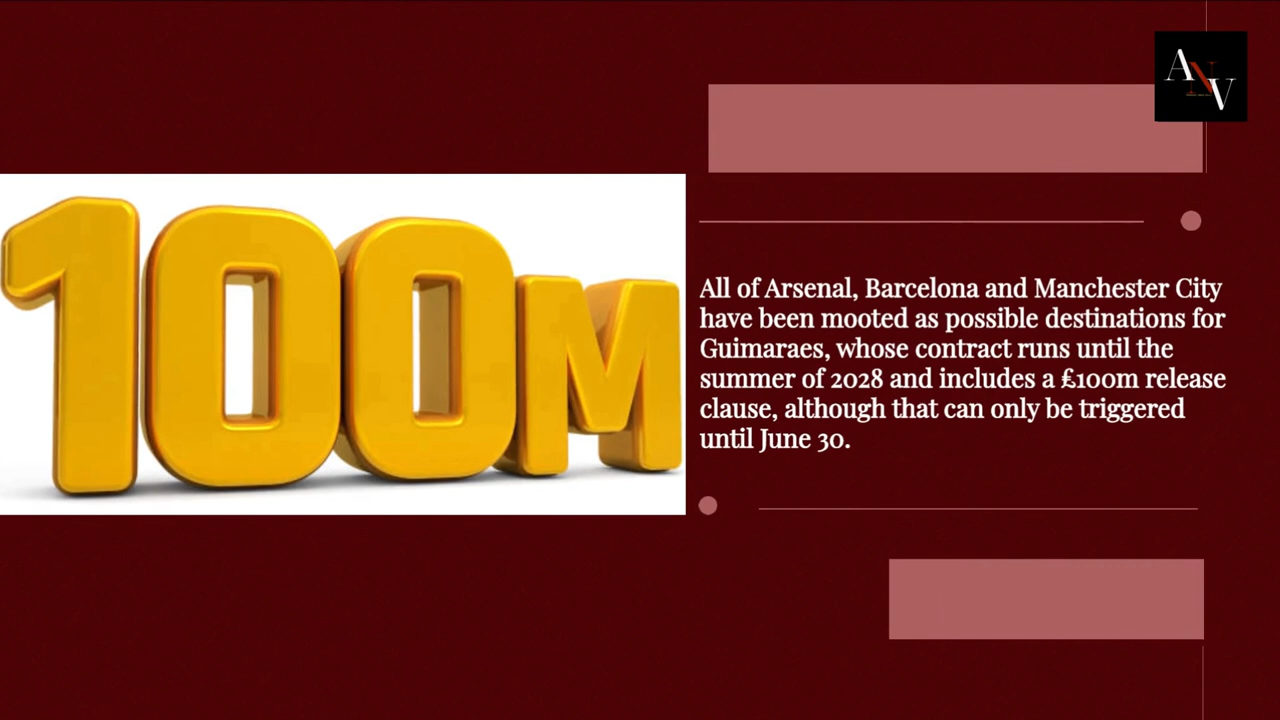 ANV
100M
All of Arsenal, Barcelona and Manchester City
have been mooted as possible destinations for
Guimaraes, whose contract runs until the
summer of 2028 and includes a £100m release
clause, although that can only be triggered
until June 30.